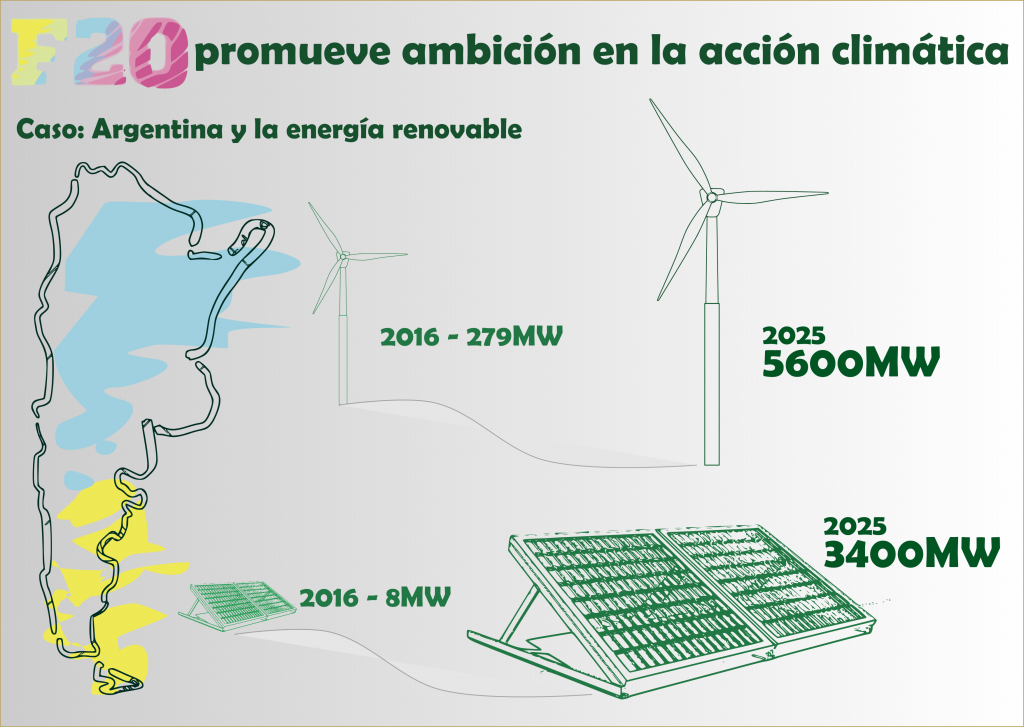 F20 promueve ambición en la acción climática
Caso: Argentina y la energía renovable
2016 - 279MW
2025
5600MW
2025
3400MW
2016 - 8MW